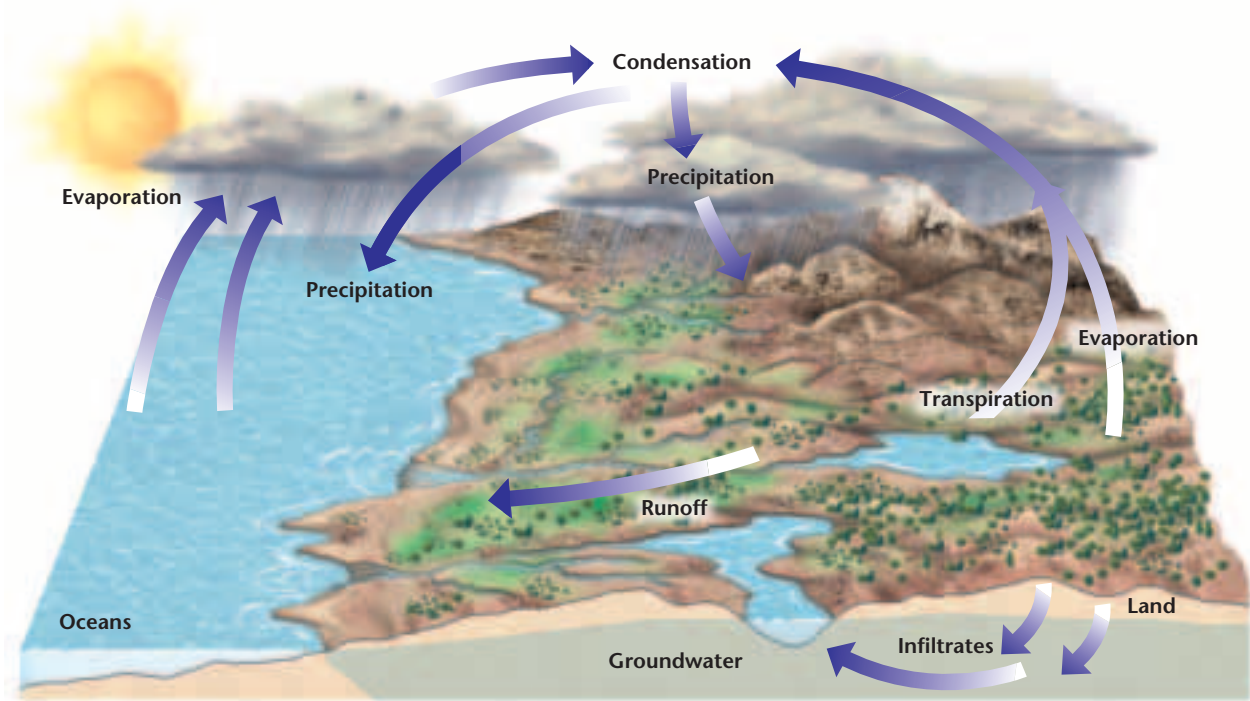 Condensation
Precipitation
Evaporation
Precipitation
Evaporation
Transpiration
Runoff
Land
Oceans
Infiltrates
Groundwater